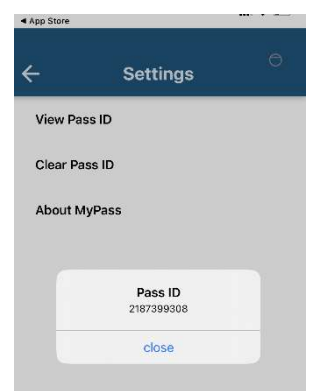 ◀ App Store
Settings
View Pass ID
Clear Pass ID
About MyPass
Pass ID
2187399308
close